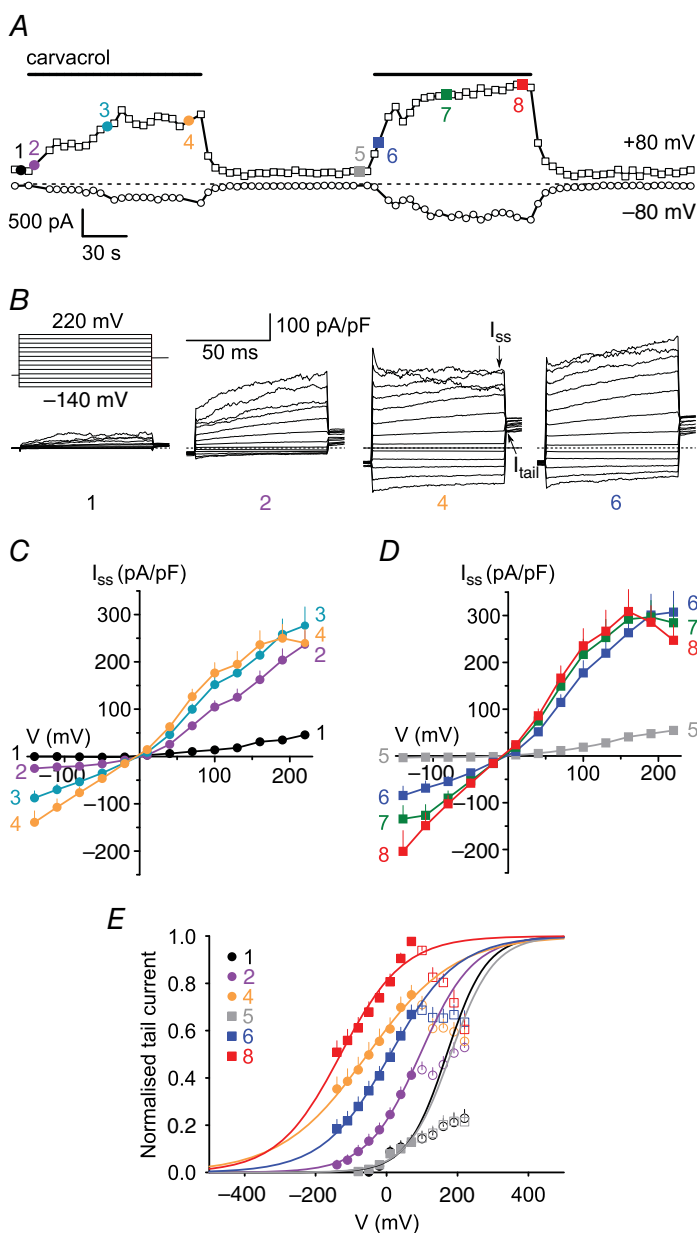 A
carvacrol
1 2 3 4 5 6 7 8
+80 mV
–80 mV
500 pA
30 s
B
220 mV
–140 mV
100 pA/pF
50 ms
Iss
Itail
1 2 4 6
C
Iss (pA/pF)
300
200
100
–100
–200
V (mV)
–100 100 200
1
2
3
4
3
4
2
1
D
Iss (pA/pF)
300
200
100
–100
–200
V (mV)
–100 100 200
5
6
7
8
6
7
8
5
E
Normalised tail current
1.0
0.8
0.6
0.4
0.2
0.0
1
2
4
5
6
8
–400 –200 0 200 400
V (mV)